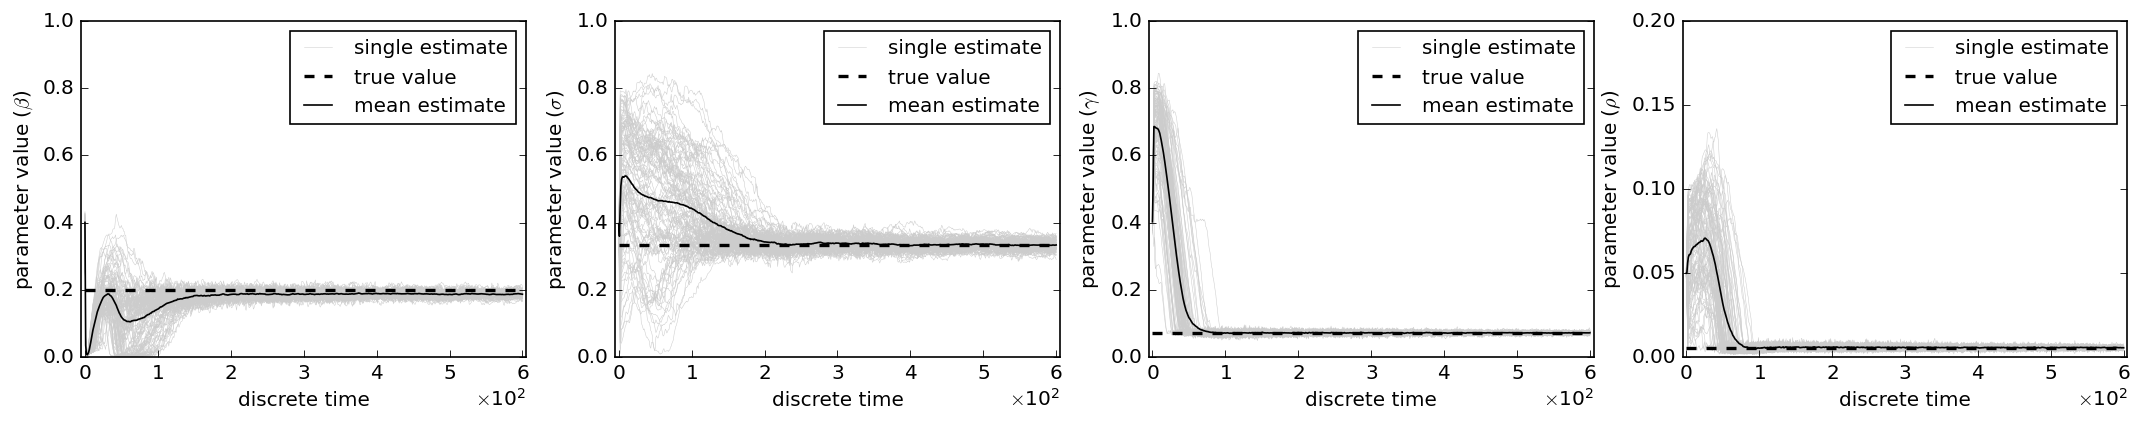 parameter value (β)
1.0
0.8
0.6
0.4
0.2
0.0
single estimate
true value
mean estimate
0 1 2 3 4 5 6
discrete time
×10²
parameter value (σ)
1.0
0.8
0.6
0.4
0.2
0.0
single estimate
true value
mean estimate
0 1 2 3 4 5 6
discrete time
×10²
parameter value (γ)
1.0
0.8
0.6
0.4
0.2
0.0
single estimate
true value
mean estimate
0 1 2 3 4 5 6
discrete time
×10²
parameter value (ρ)
0.20
0.15
0.10
0.05
0.00
single estimate
true value
mean estimate
0 1 2 3 4 5 6
discrete time
×10²